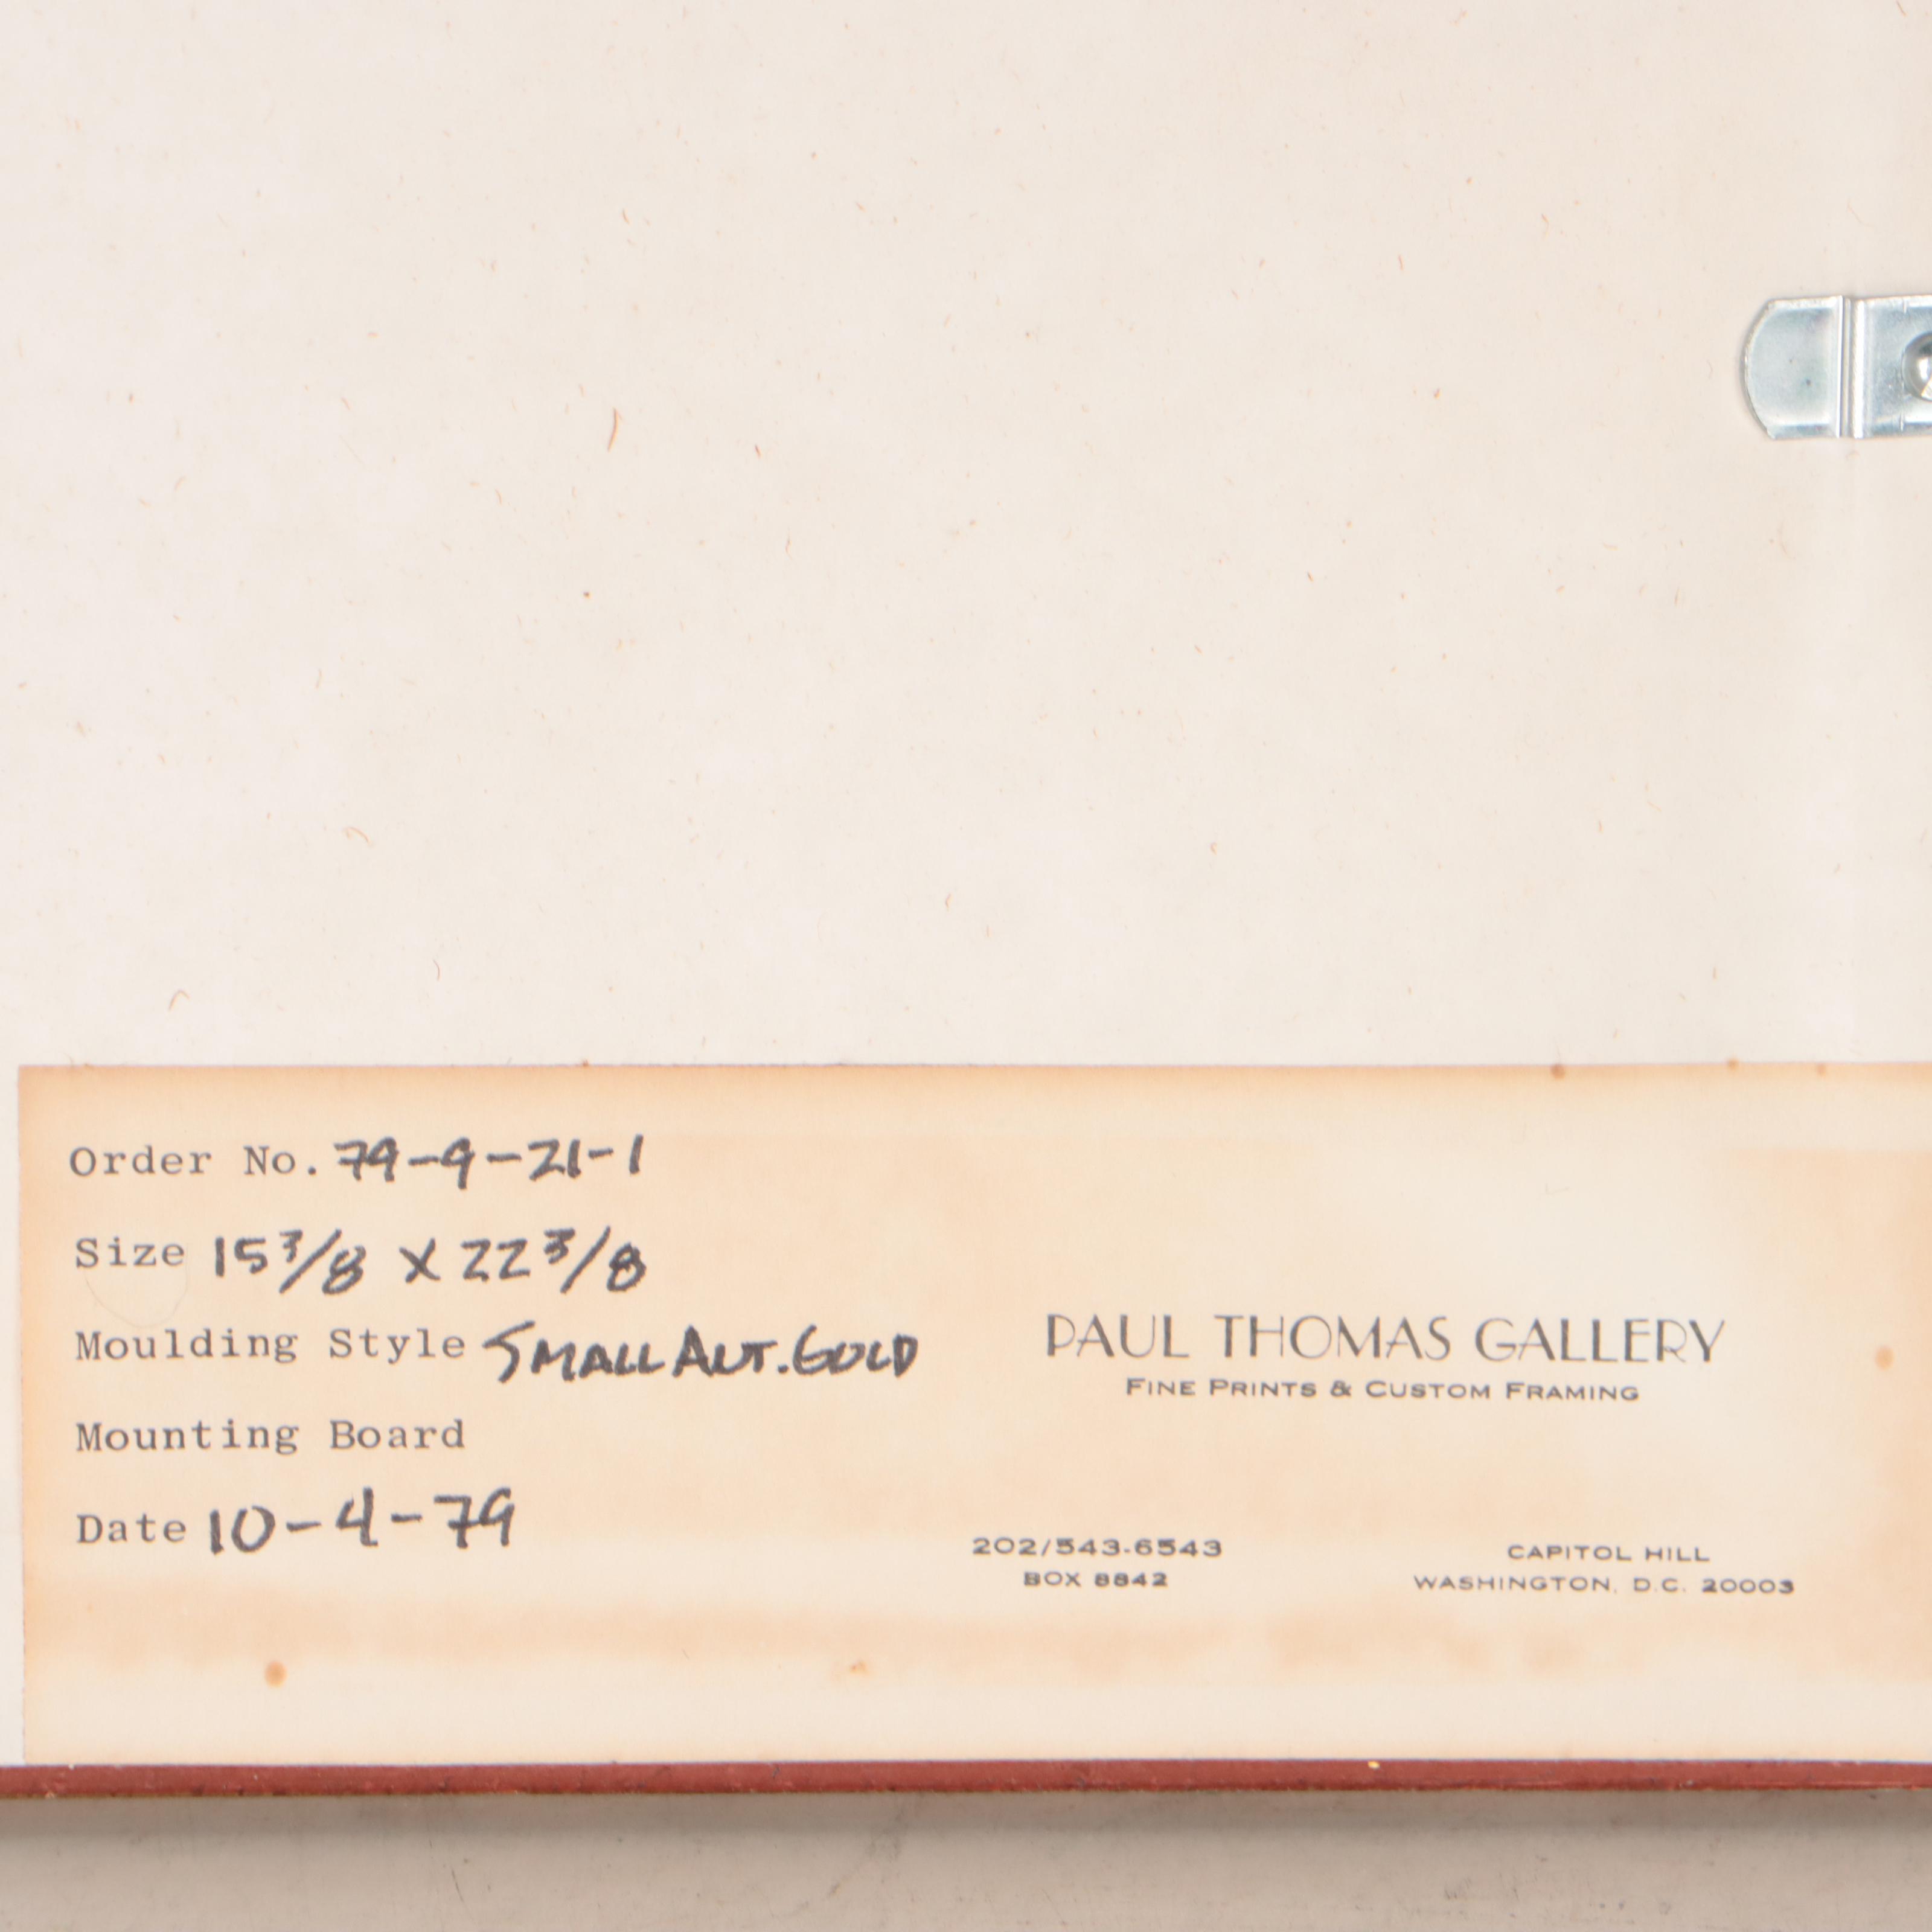 Order No. 79-9-21-1
Size 15 3/8 X 22 3/8
Moulding Style SMALL ANT. GOLD
Mounting Board
Date 10-4-79
PAUL THOMAS GALLERY
FINE PRINTS & CUSTOM FRAMING
202/543-6543
BOX 8842
CAPITOL HILL
WASHINGTON, D.C. 20003